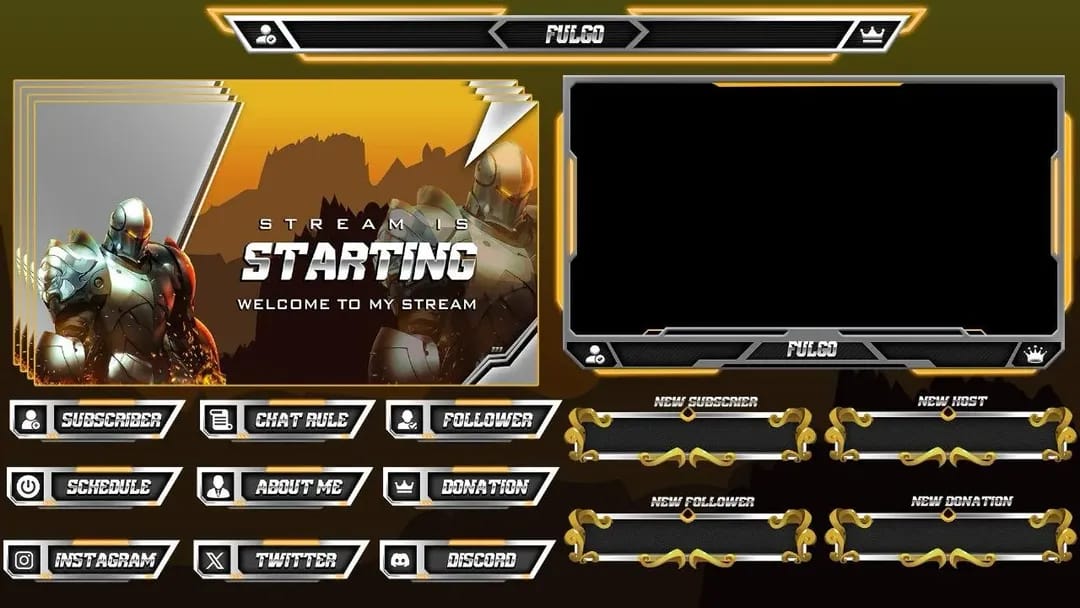 FULGO
STREAM IS
STARTING
WELCOME TO MY STREAM
FULGO
SUBSCRIBER
CHAT RULE
FOLLOWER
SCHEDULE
ABOUT ME
DONATION
INSTAGRAM
TWITTER
DISCORD
NEW SUBSCRIER
NEW HOST
NEW FOLLOWER
NEW DONATION